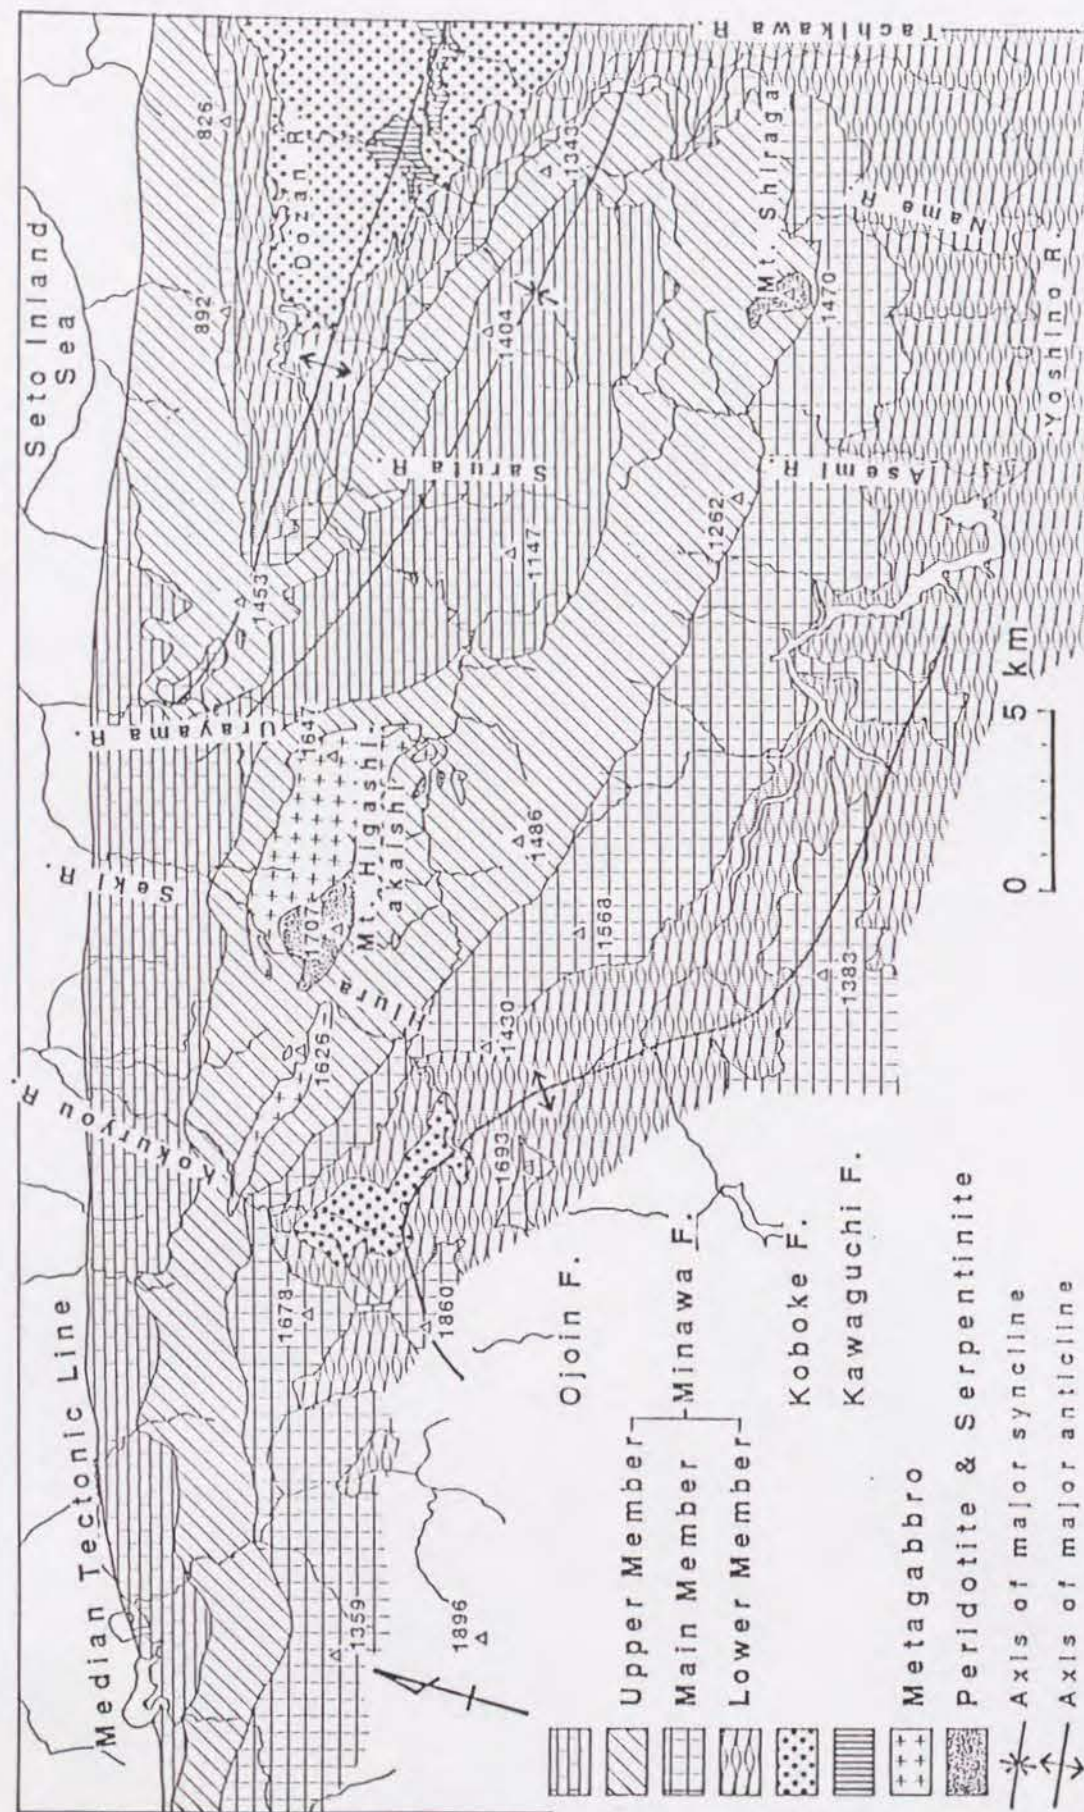 Seto Inland
Sea
Median Tectonic Line
Kokuryou R.
Seki R.
Urayama R.
Dozan R.
Tachikawa R.
Saruta R.
Hiura
Mt. Higashi-
akaishi
Mt. Shiraga
Nama R.
Asemi R.
Yoshino R.
826
892
1343
1404
1453
1147
1470
1262
1647
1707
1486
1626
1568
1430
1383
1693
1678
1860
1359
1896
0 5 km
Ojoin F.
Upper Member
Main Member
Minawa F.
Lower Member
Koboke F.
Kawaguchi F.
Metagabbro
Peridotite & Serpentinite
Axis of major syncline
Axis of major anticline